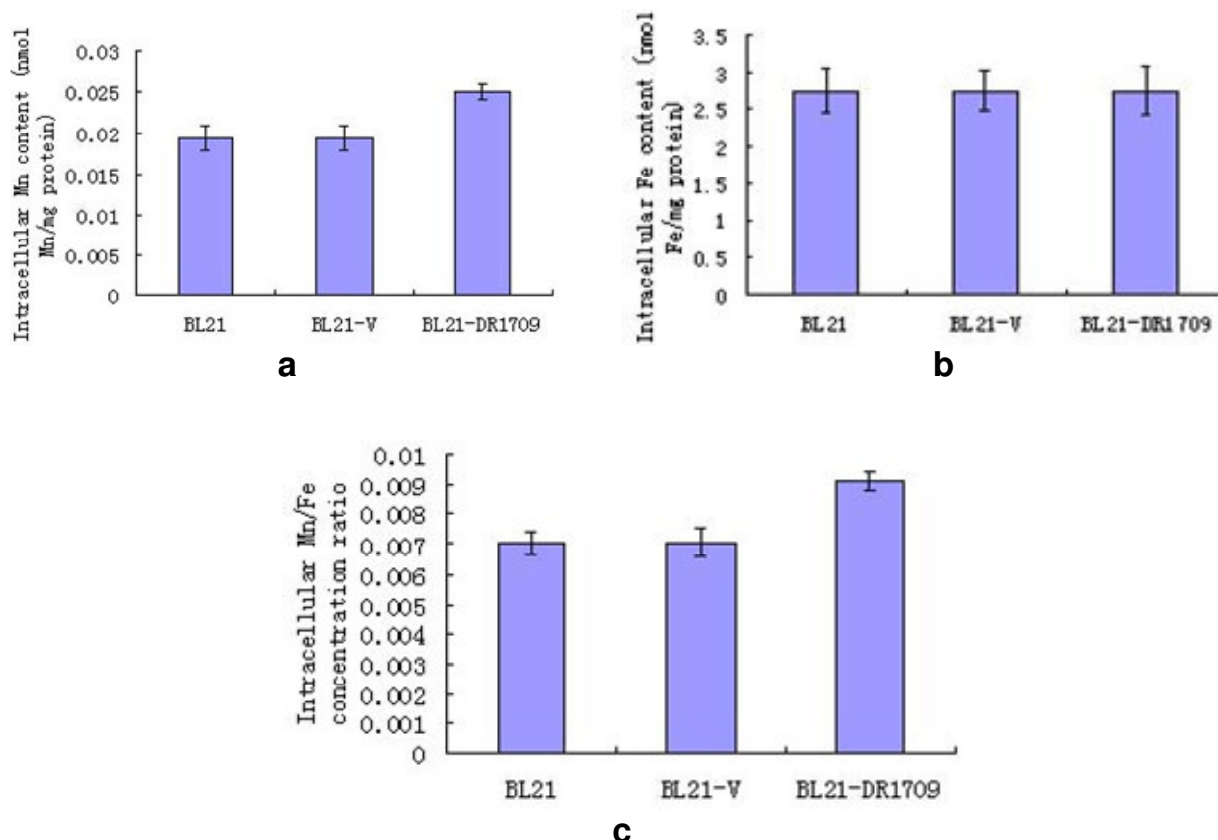 Intracellular Mn content (nmol
Mn/mg protein)
0.03
0.025
0.02
0.015
0.01
0.005
0
BL21
BL21-V
BL21-DR1709
a
Intracellular Fe content (nmol
Fe/mg protein)
3.5
3
2.5
2
1.5
1
0.5
0
BL21
BL21-V
BL21-DR1709
b
Intracellular Mn/Fe
concentration ratio
0.01
0.009
0.008
0.007
0.006
0.005
0.004
0.003
0.002
0.001
0
BL21
BL21-V
BL21-DR1709
c